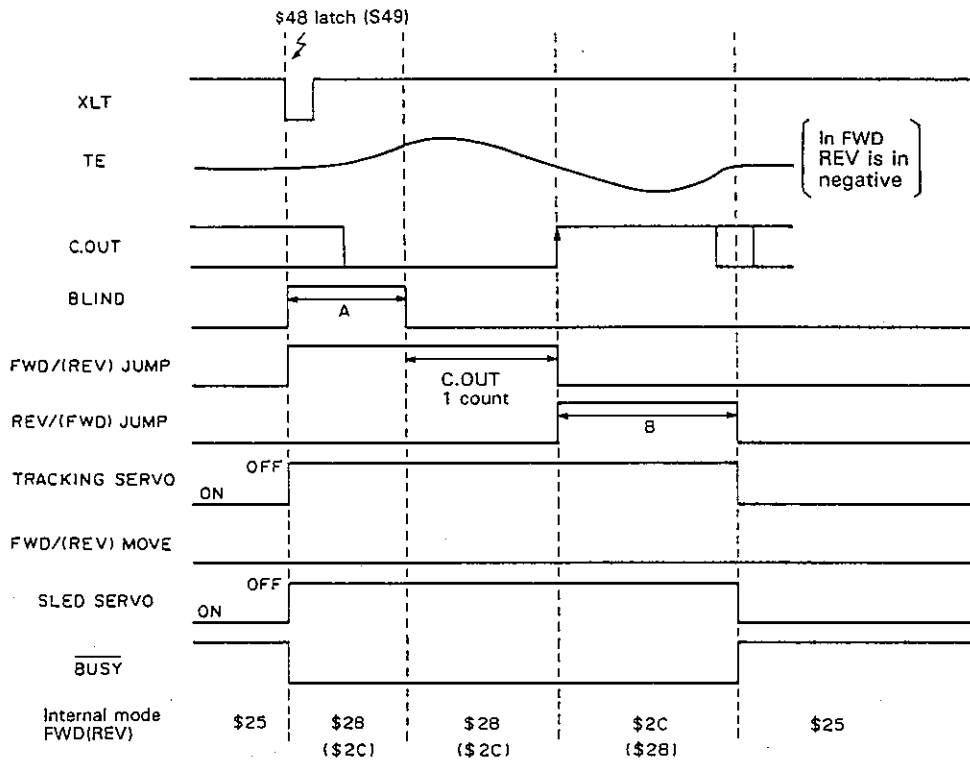 $48 latch (S49)
XLT
TE
In FWD
REV is in
negative
C.OUT
BLIND
A
FWD/(REV) JUMP
C.OUT
1 count
REV/(FWD) JUMP
B
TRACKING SERVO
OFF
ON
FWD/(REV) MOVE
SLED SERVO
OFF
ON
BUSY
Internal mode
FWD(REV)
$25 $28 $28 $2C $25
($2C) ($2C) ($28)